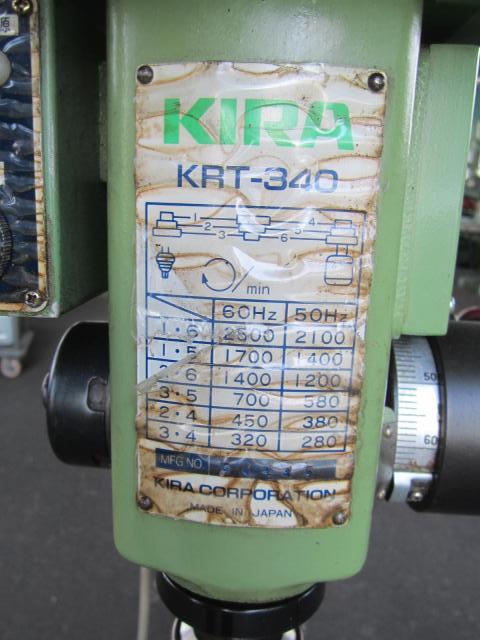 KIRA
KRT-340
1 5 4
2 3 6
/min
60Hz 50Hz
1·6 2500 2100
1·5 1700 1400
2·6 1400 1200
3·5 700 580
2·4 450 380
3·4 320 280
MFG NO.
KIRA CORPORATION
MADE IN JAPAN
50
60